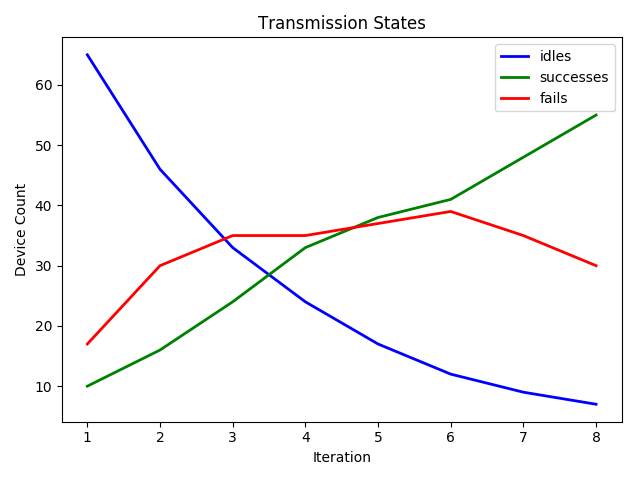 Transmission States
idles
successes
fails
60
50
40
30
20
10
Device Count
1 2 3 4 5 6 7 8
Iteration